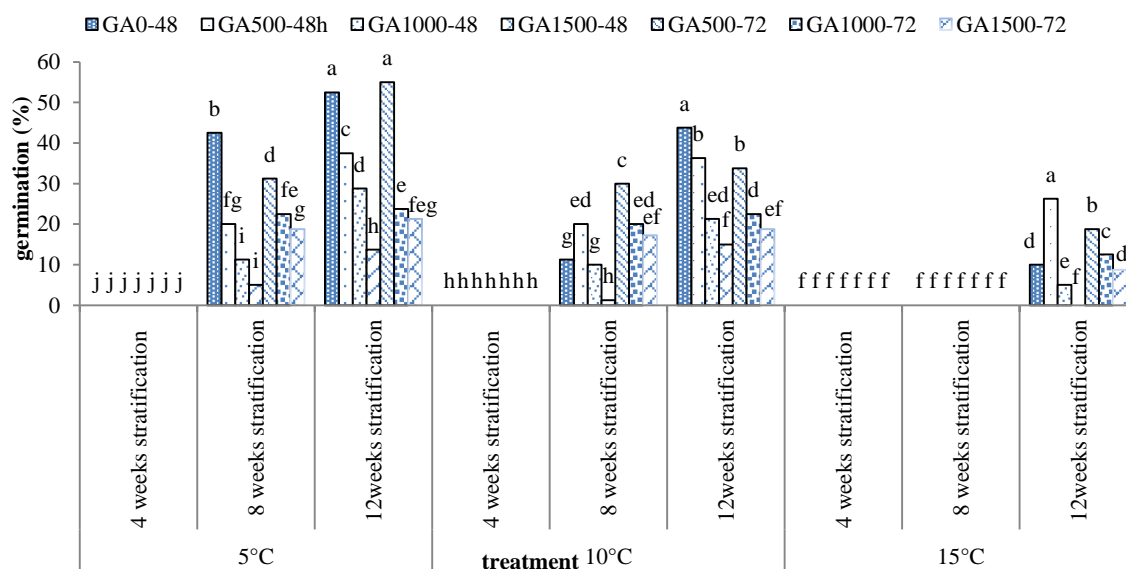 GA0-48 GA500-48h GA1000-48 GA1500-48 GA500-72 GA1000-72 GA1500-72
germination (%)
60
50
40
30
20
10
0
j j j j j j j
b fg i i d fe g
a c d h a e feg
h h h h h h h
g ed g h c ed ef
a b ed f b d ef
f f f f f f f
f f f f f f f
d a e f b c d
4 weeks stratification
8 weeks stratification
12weeks stratification
4 weeks stratification
8 weeks stratification
12weeks stratification
4 weeks stratification
8 weeks stratification
12weeks stratification
5°C 10°C 15°C
treatment